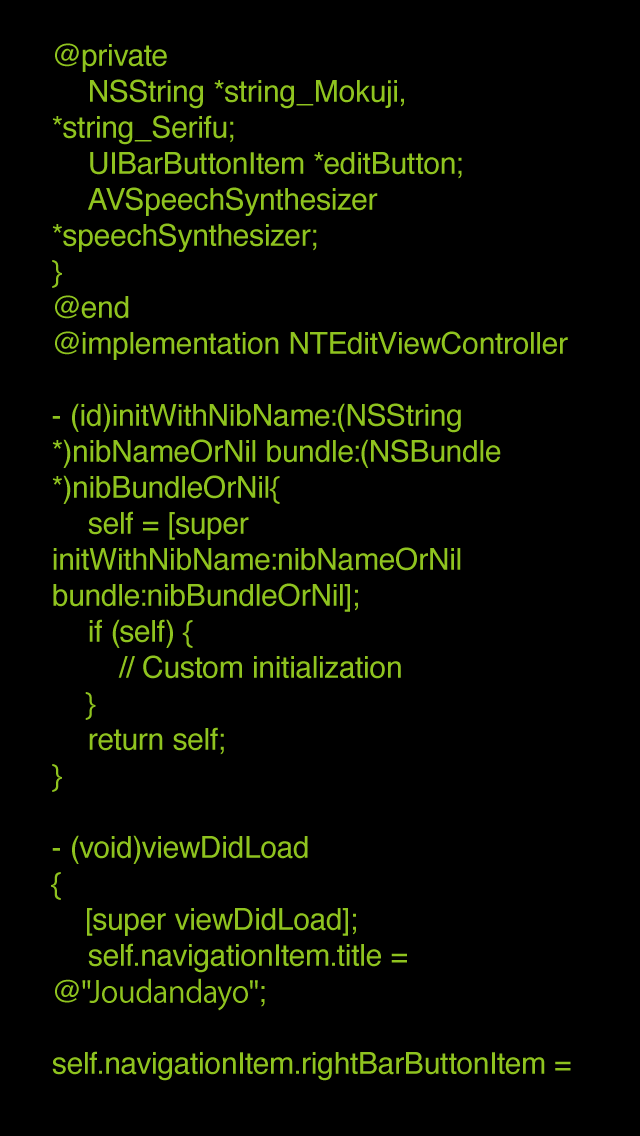 @private
NSString *string_Mokuji,
*string_Serifu;
UIBarButtonItem *editButton;
AVSpeechSynthesizer
*speechSynthesizer;
}
@end
@implementation NTEditViewController
- (id)initWithNibName:(NSString
*)nibNameOrNil bundle:(NSBundle
*)nibBundleOrNil{
self = [super
initWithNibName:nibNameOrNil
bundle:nibBundleOrNil];
if (self) {
// Custom initialization
}
return self;
}
- (void)viewDidLoad
{
[super viewDidLoad];
self.navigationItem.title =
@"Joudandayo";
self.navigationItem.rightBarButtonItem =